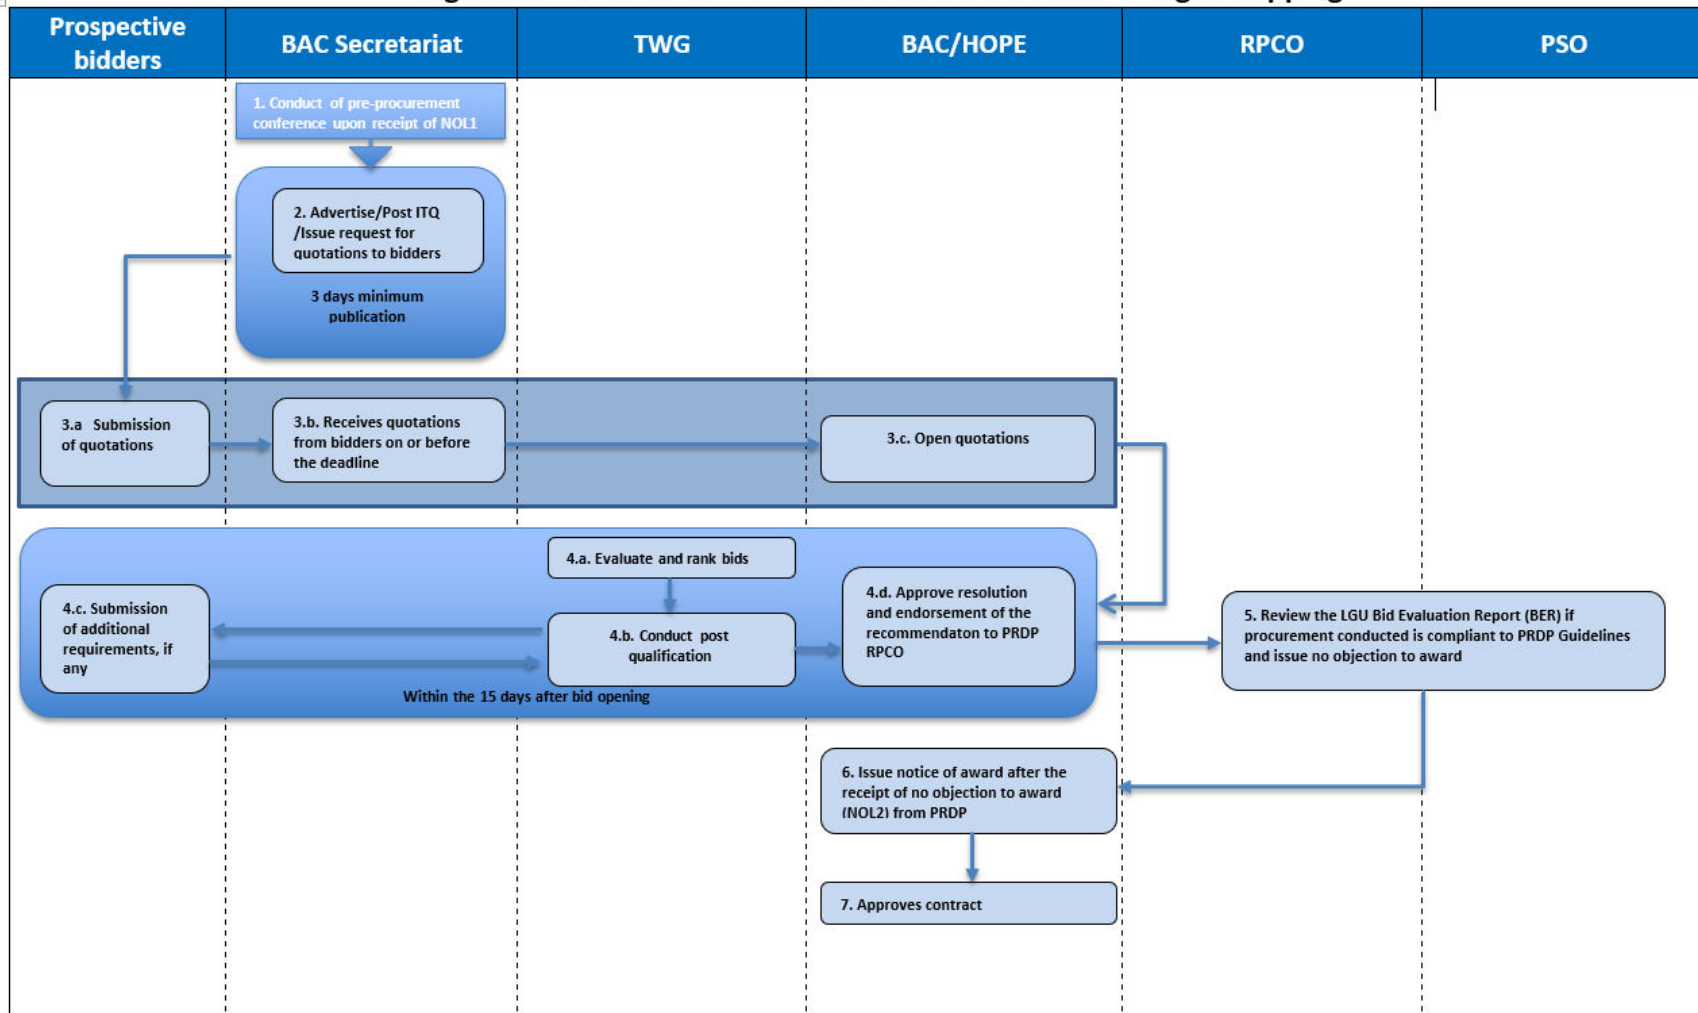 Prospective
bidders
BAC Secretariat
TWG
BAC/HOPE
RPCO
PSO
1. Conduct of pre-procurement
conference upon receipt of NOL1
2. Advertise/Post ITQ
/Issue request for
quotations to bidders
3 days minimum
publication
3.a Submission
of quotations
3.b. Receives quotations
from bidders on or before
the deadline
3.c. Open quotations
4.a. Evaluate and rank bids
4.c. Submission
of additional
requirements, if
any
4.b. Conduct post
qualification
4.d. Approve resolution
and endorsement of the
recommendaton to PRDP
RPCO
Within the 15 days after bid opening
5. Review the LGU Bid Evaluation Report (BER) if
procurement conducted is compliant to PRDP Guidelines
and issue no objection to award
6. Issue notice of award after the
receipt of no objection to award
(NOL2) from PRDP
7. Approves contract